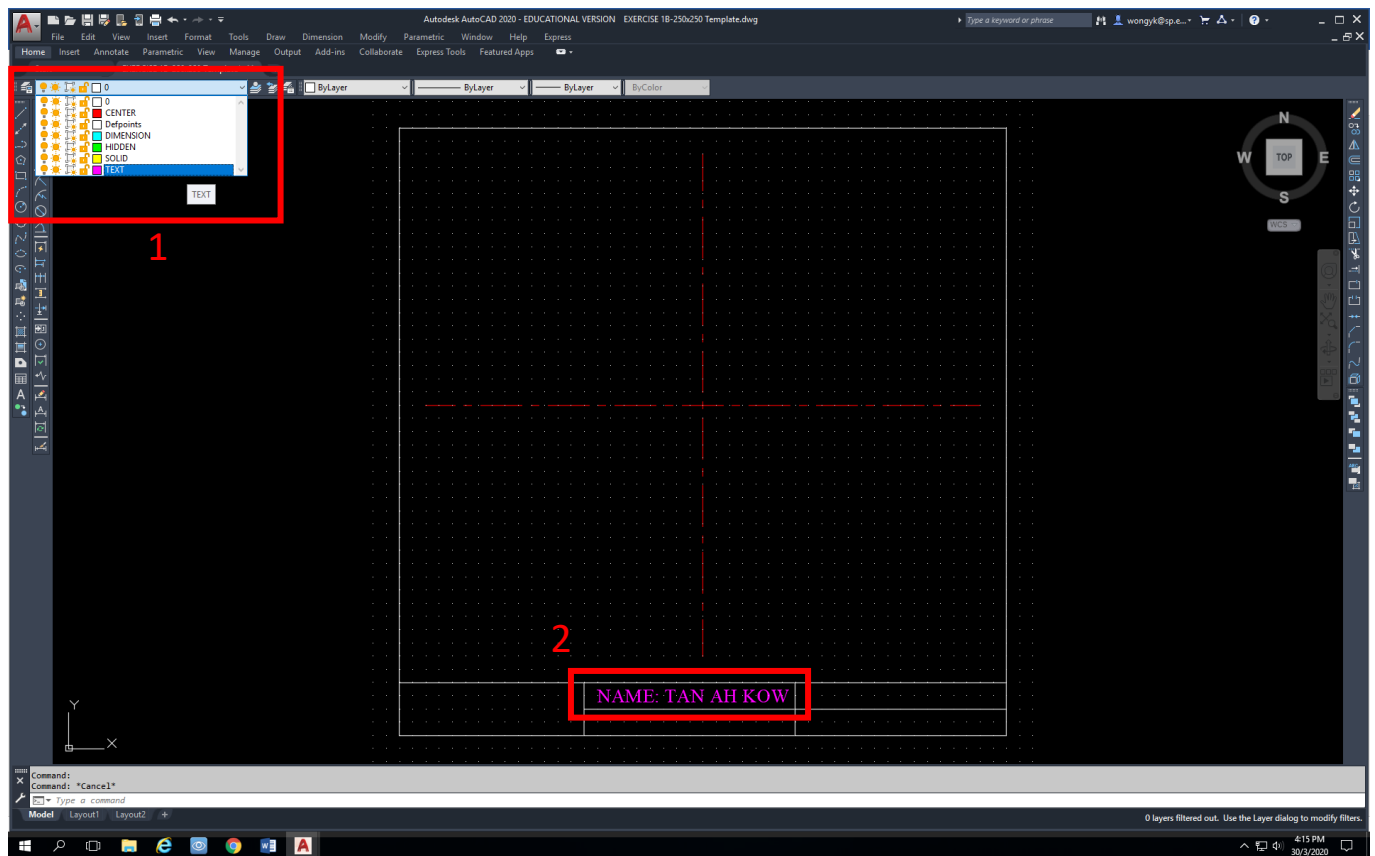 Autodesk AutoCAD 2020 - EDUCATIONAL VERSION EXERCISE 1B-250x250 Template.dwg
Type a keyword or phrase
wongyk@sp.e...
File Edit View Insert Format Tools Draw Dimension Modify Parametric Window Help Express
Home Insert Annotate Parametric View Manage Output Add-ins Collaborate Express Tools Featured Apps
0 ByLayer ByLayer ByLayer ByColor
0
CENTER
Defpoints
DIMENSION
HIDDEN
SOLID
TEXT
TEXT
1
N
W TOP E
S
WCS
2
NAME: TAN AH KOW
Y
X
Command:
Command: *Cancel*
Type a command
Model Layout1 Layout2 +
0 layers filtered out. Use the Layer dialog to modify filters.
4:15 PM
30/3/2020